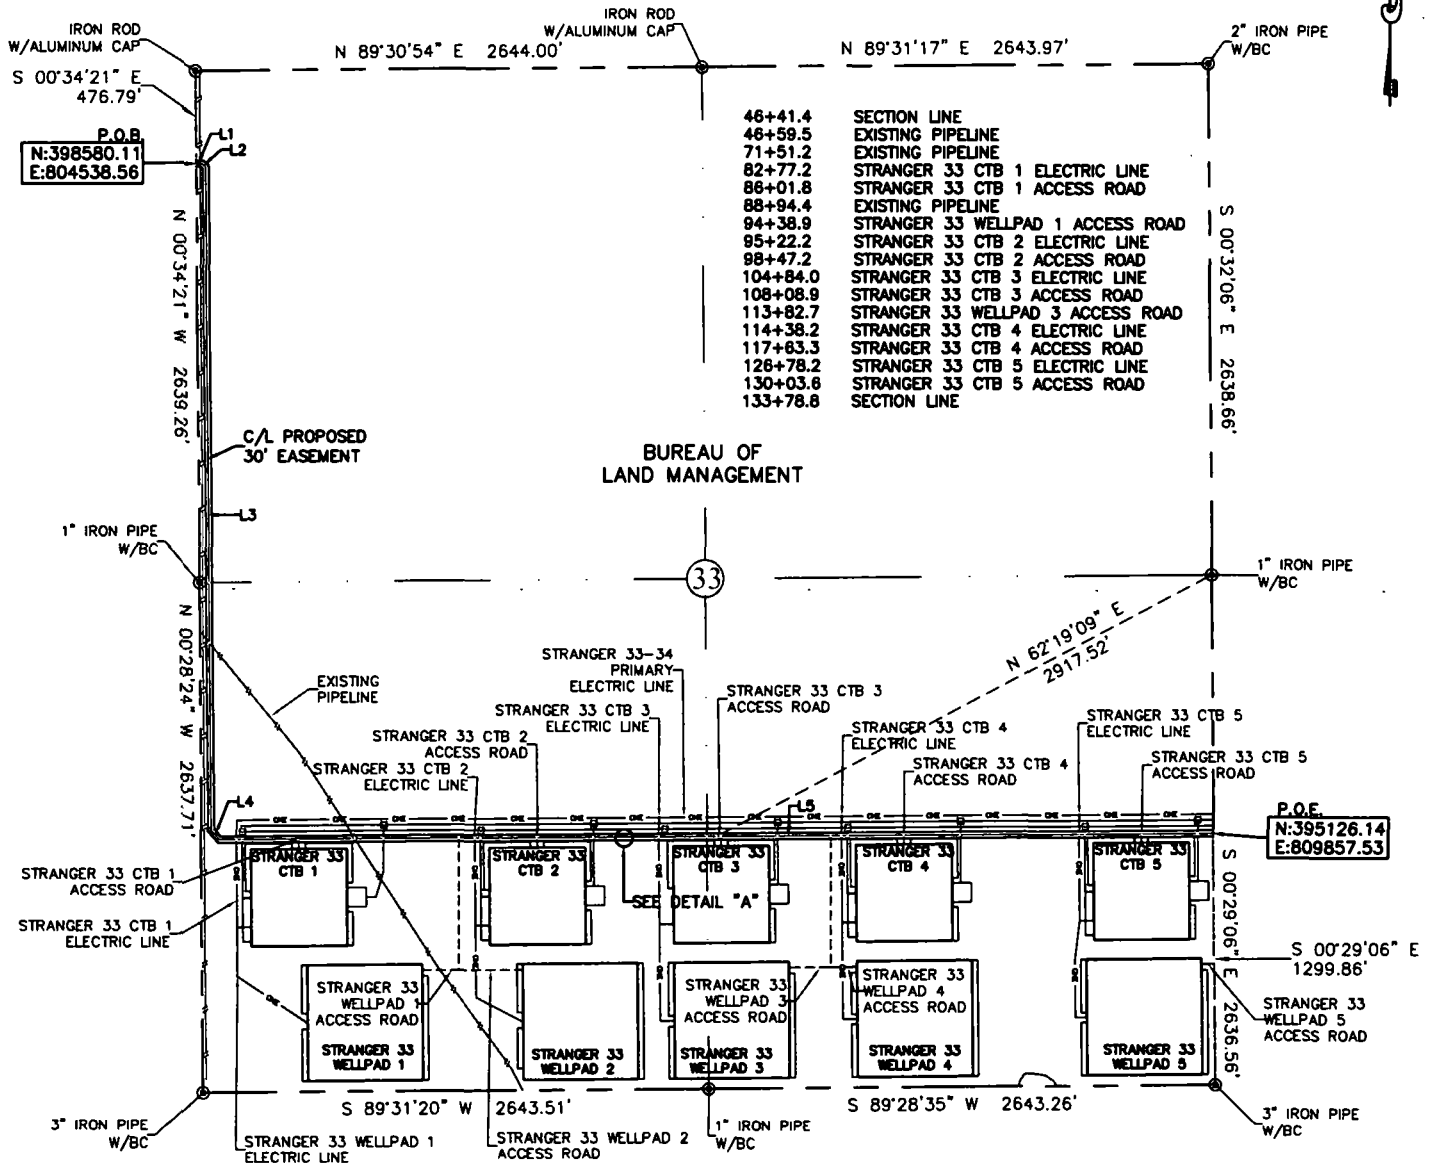 IRON ROD
W/ALUMINUM CAP
N 89°30'54" E 2644.00'
IRON ROD
W/ALUMINUM CAP
N 89°31'17" E 2643.97'
2" IRON PIPE
W/BC
S 00°34'21" E
476.79'
P.O.B.
N:398580.11
E:804538.56
L1
L2
46+41.4 SECTION LINE
46+59.5 EXISTING PIPELINE
71+51.2 EXISTING PIPELINE
82+77.2 STRANGER 33 CTB 1 ELECTRIC LINE
86+01.8 STRANGER 33 CTB 1 ACCESS ROAD
88+94.4 EXISTING PIPELINE
94+38.9 STRANGER 33 WELLPAD 1 ACCESS ROAD
95+22.2 STRANGER 33 CTB 2 ELECTRIC LINE
98+47.2 STRANGER 33 CTB 2 ACCESS ROAD
104+84.0 STRANGER 33 CTB 3 ELECTRIC LINE
108+08.9 STRANGER 33 CTB 3 ACCESS ROAD
113+82.7 STRANGER 33 WELLPAD 3 ACCESS ROAD
114+38.2 STRANGER 33 CTB 4 ELECTRIC LINE
117+63.3 STRANGER 33 CTB 4 ACCESS ROAD
126+78.2 STRANGER 33 CTB 5 ELECTRIC LINE
130+03.6 STRANGER 33 CTB 5 ACCESS ROAD
133+78.8 SECTION LINE
N 00°34'21" W 2639.26'
S 00°32'06" E 2638.66'
C/L PROPOSED
30' EASEMENT
BUREAU OF
LAND MANAGEMENT
L3
1" IRON PIPE
W/BC
33
1" IRON PIPE
W/BC
N 00°28'24" W 2637.71'
N 62°19'09" E
2917.52'
EXISTING
PIPELINE
STRANGER 33-34
PRIMARY
ELECTRIC LINE
STRANGER 33 CTB 3
ACCESS ROAD
STRANGER 33 CTB 3
ELECTRIC LINE
STRANGER 33 CTB 2
ACCESS ROAD
STRANGER 33 CTB 2
ELECTRIC LINE
STRANGER 33 CTB 4
ELECTRIC LINE
STRANGER 33 CTB 4
ACCESS ROAD
STRANGER 33 CTB 5
ELECTRIC LINE
STRANGER 33 CTB 5
ACCESS ROAD
L4
L5
P.O.E.
N:395126.14
E:809857.53
STRANGER 33 CTB 1
ACCESS ROAD
STRANGER 33 CTB 1
ELECTRIC LINE
STRANGER 33
CTB 1
STRANGER 33
CTB 2
STRANGER 33
CTB 3
STRANGER 33
CTB 4
STRANGER 33
CTB 5
SEE DETAIL "A"
S 00°29'06" E 2636.56'
S 00°29'06" E
1299.86'
STRANGER 33
WELLPAD 1
ACCESS ROAD
STRANGER 33
WELLPAD 3
ACCESS ROAD
STRANGER 33
WELLPAD 4
ACCESS ROAD
STRANGER 33
WELLPAD 5
ACCESS ROAD
STRANGER 33
WELLPAD 1
STRANGER 33
WELLPAD 2
STRANGER 33
WELLPAD 3
STRANGER 33
WELLPAD 4
STRANGER 33
WELLPAD 5
S 89°31'20" W 2643.51'
S 89°28'35" W 2643.26'
3" IRON PIPE
W/BC
STRANGER 33 WELLPAD 1
ELECTRIC LINE
STRANGER 33 WELLPAD 2
ACCESS ROAD
1" IRON PIPE
W/BC
3" IRON PIPE
W/BC